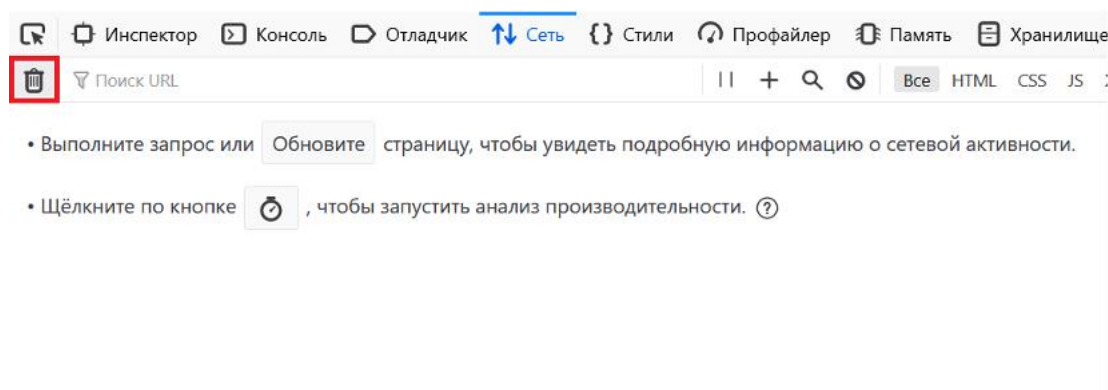 Инспектор Консоль Отладчик Сеть Стили Профайлер Память Хранилище
Поиск URL Все HTML CSS JS
• Выполните запрос или Обновите страницу, чтобы увидеть подробную информацию о сетевой активности.
• Щёлкните по кнопке , чтобы запустить анализ производительности. ?